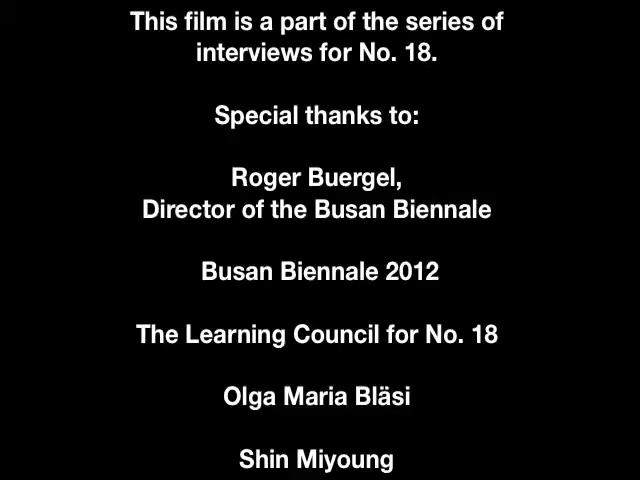 This film is a part of the series of
interviews for No. 18.
Special thanks to:
Roger Buergel,
Director of the Busan Biennale
Busan Biennale 2012
The Learning Council for No. 18
Olga Maria Bläsi
Shin Miyoung